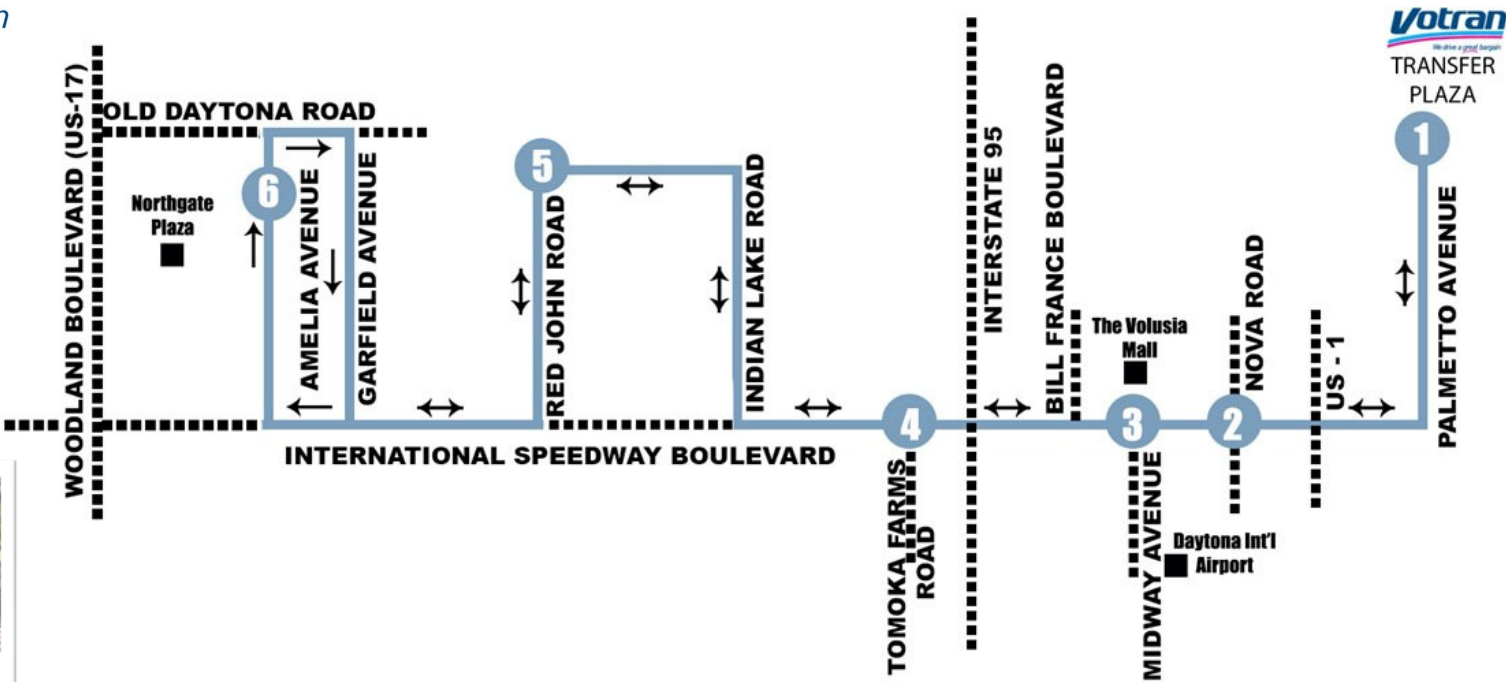 n
Votran
We drive a great bargain
TRANSFER
PLAZA
1
WOODLAND BOULEVARD (US-17)
OLD DAYTONA ROAD
Northgate
Plaza
6
AMELIA AVENUE
GARFIELD AVENUE
5
RED JOHN ROAD
INDIAN LAKE ROAD
INTERSTATE 95
BILL FRANCE BOULEVARD
The Volusia
Mall
NOVA ROAD
US - 1
PALMETTO AVENUE
4
3
2
INTERNATIONAL SPEEDWAY BOULEVARD
TOMOKA FARMS
ROAD
MIDWAY AVENUE
Daytona Int'l
Airport